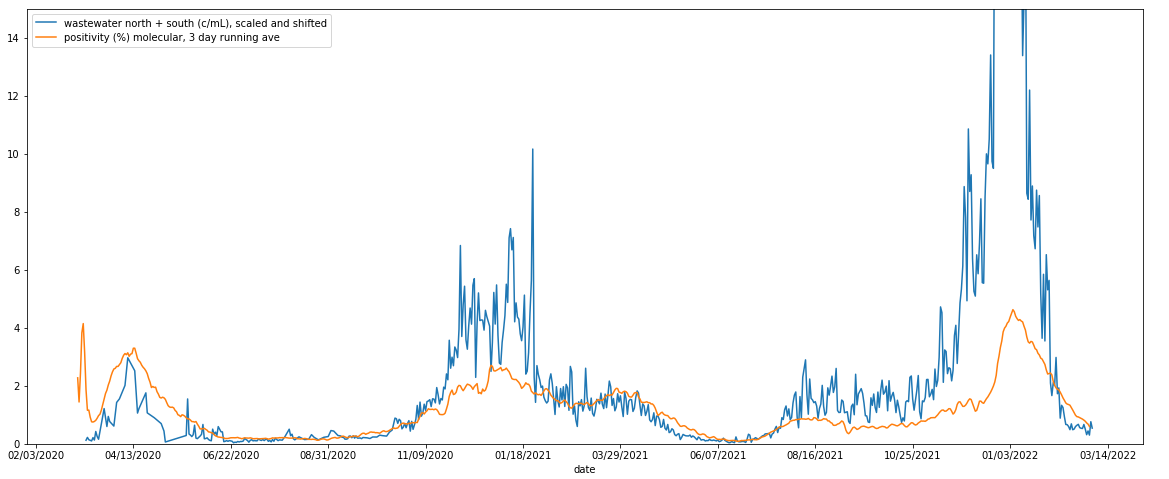 wastewater north + south (c/mL), scaled and shifted
positivity (%) molecular, 3 day running ave
14
12
10
8
6
4
2
0
02/03/2020 04/13/2020 06/22/2020 08/31/2020 11/09/2020 01/18/2021 03/29/2021 06/07/2021 08/16/2021 10/25/2021 01/03/2022 03/14/2022
date